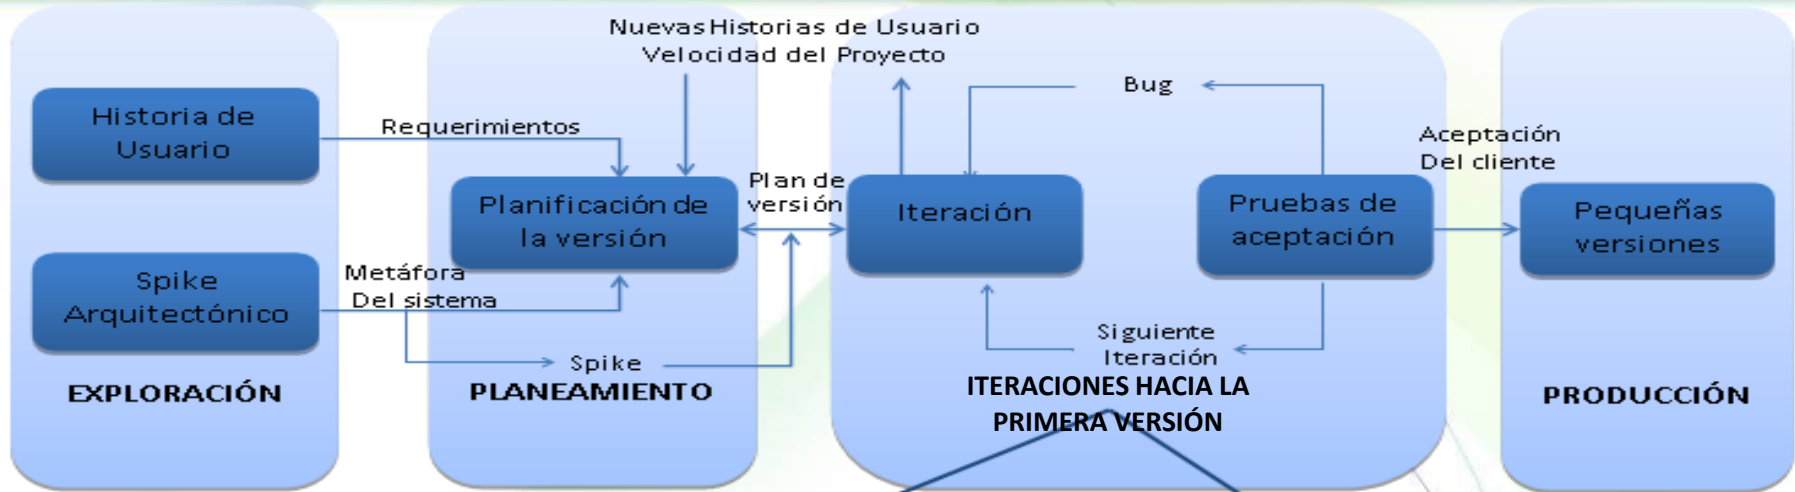 Historia de
Usuario
Spike
Arquitectónico
EXPLORACIÓN
Requerimientos
Metáfora
Del sistema
Spike
Nuevas Historias de Usuario
Velocidad del Proyecto
Planificación de
la versión
PLANEAMIENTO
Plan de
versión
Iteración
Bug
Pruebas de
aceptación
Siguiente
Iteración
ITERACIONES HACIA LA
PRIMERA VERSIÓN
Aceptación
Del cliente
Pequeñas
versiones
PRODUCCIÓN